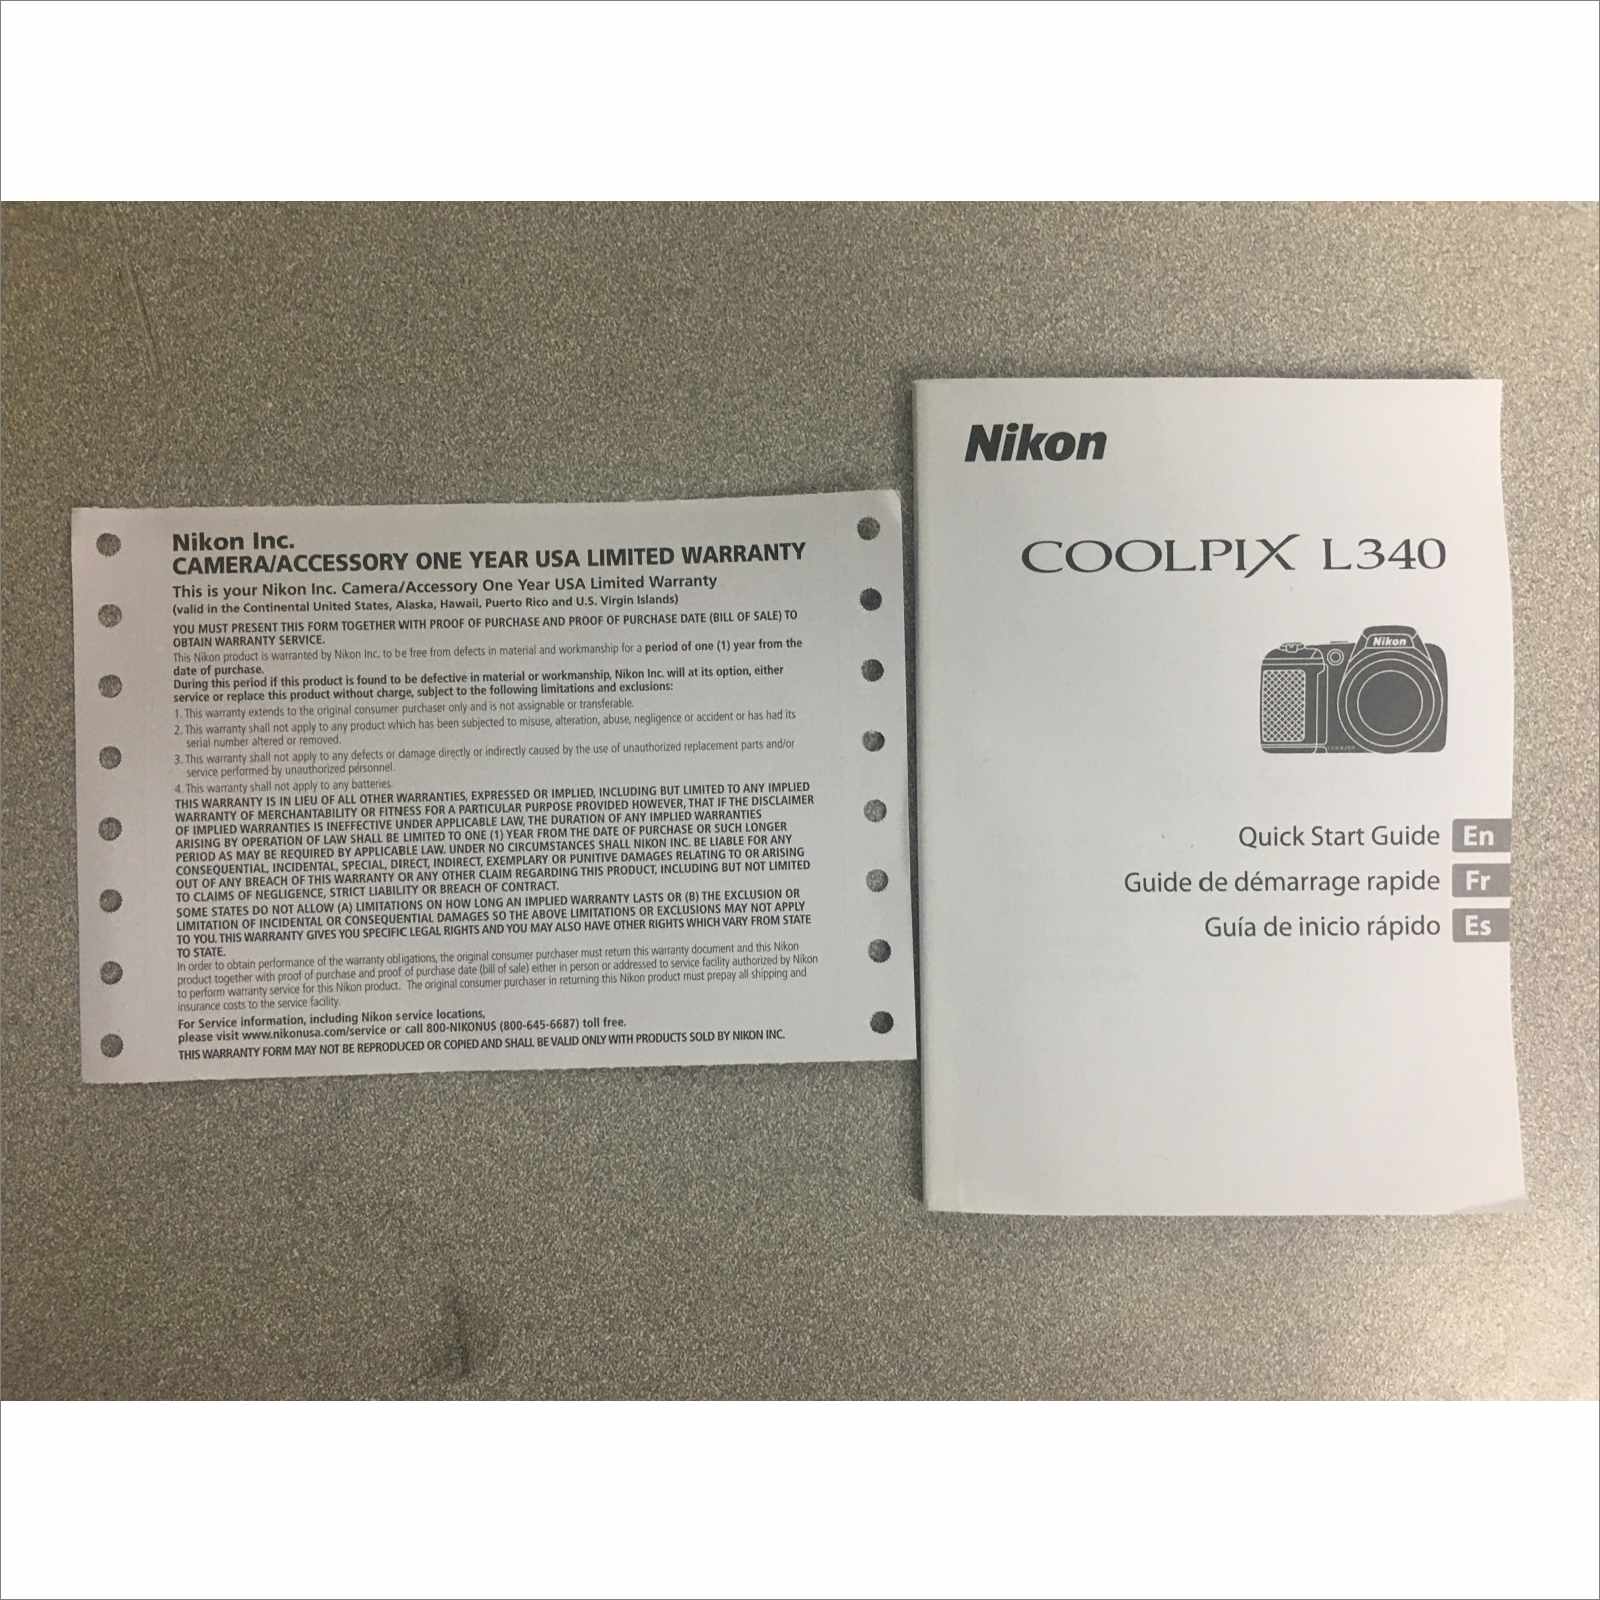 Nikon Inc.
CAMERA/ACCESSORY ONE YEAR USA LIMITED WARRANTY
This is your Nikon Inc. Camera/Accessory One Year USA Limited Warranty
(valid in the Continental United States, Alaska, Hawaii, Puerto Rico and U.S. Virgin Islands)
YOU MUST PRESENT THIS FORM TOGETHER WITH PROOF OF PURCHASE AND PROOF OF PURCHASE DATE (BILL OF SALE) TO
OBTAIN WARRANTY SERVICE.
This Nikon product is warranted by Nikon Inc. to be free from defects in material and workmanship for a period of one (1) year from the
date of purchase.
During this period if this product is found to be defective in material or workmanship, Nikon Inc. will at its option, either
service or replace this product without charge, subject to the following limitations and exclusions:
1. This warranty extends to the original consumer purchaser only and is not assignable or transferable.
2. This warranty shall not apply to any product which has been subjected to misuse, alteration, abuse, negligence or accident or has had its
serial number altered or removed.
3. This warranty shall not apply to any defects or damage directly or indirectly caused by the use of unauthorized replacement parts and/or
service performed by unauthorized personnel.
4. This warranty shall not apply to any batteries.
THIS WARRANTY IS IN LIEU OF ALL OTHER WARRANTIES, EXPRESSED OR IMPLIED, INCLUDING BUT LIMITED TO ANY IMPLIED
WARRANTY OF MERCHANTABILITY OR FITNESS FOR A PARTICULAR PURPOSE PROVIDED HOWEVER, THAT IF THE DISCLAIMER
OF IMPLIED WARRANTIES IS INEFFECTIVE UNDER APPLICABLE LAW, THE DURATION OF ANY IMPLIED WARRANTIES
ARISING BY OPERATION OF LAW SHALL BE LIMITED TO ONE (1) YEAR FROM THE DATE OF PURCHASE OR SUCH LONGER
PERIOD AS MAY BE REQUIRED BY APPLICABLE LAW. UNDER NO CIRCUMSTANCES SHALL NIKON INC. BE LIABLE FOR ANY
CONSEQUENTIAL, INCIDENTAL, SPECIAL, DIRECT, INDIRECT, EXEMPLARY OR PUNITIVE DAMAGES RELATING TO OR ARISING
OUT OF ANY BREACH OF THIS WARRANTY OR ANY OTHER CLAIM REGARDING THIS PRODUCT, INCLUDING BUT NOT LIMITED
TO CLAIMS OF NEGLIGENCE, STRICT LIABILITY OR BREACH OF CONTRACT.
SOME STATES DO NOT ALLOW (A) LIMITATIONS ON HOW LONG AN IMPLIED WARRANTY LASTS OR (B) THE EXCLUSION OR
LIMITATION OF INCIDENTAL OR CONSEQUENTIAL DAMAGES SO THE ABOVE LIMITATIONS OR EXCLUSIONS MAY NOT APPLY
TO YOU. THIS WARRANTY GIVES YOU SPECIFIC LEGAL RIGHTS AND YOU MAY ALSO HAVE OTHER RIGHTS WHICH VARY FROM STATE
TO STATE.
In order to obtain performance of the warranty obligations, the original consumer purchaser must return this warranty document and this Nikon
product together with proof of purchase and proof of purchase date (bill of sale) either in person or addressed to service facility authorized by Nikon
to perform warranty service for this Nikon product. The original consumer purchaser in returning this Nikon product must prepay all shipping and
insurance costs to the service facility.
For Service information, including Nikon service locations,
please visit www.nikonusa.com/service or call 800-NIKONUS (800-645-6687) toll free.
THIS WARRANTY FORM MAY NOT BE REPRODUCED OR COPIED AND SHALL BE VALID ONLY WITH PRODUCTS SOLD BY NIKON INC.
Nikon
COOLPIX L340
Nikon
COOLPIX
Quick Start Guide En
Guide de démarrage rapide Fr
Guía de inicio rápido Es